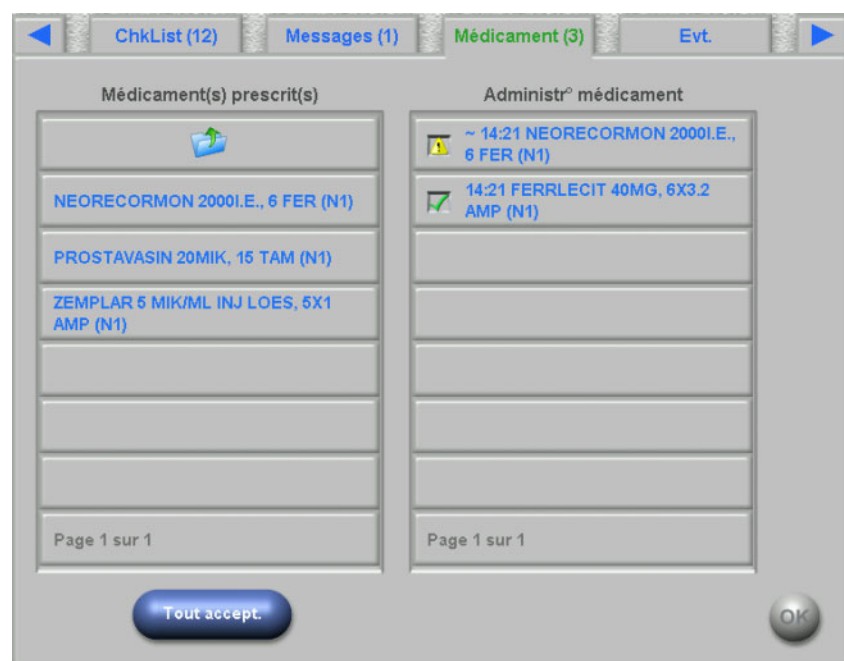 ChkList (12)
Messages (1)
Médicament (3)
Evt.
Médicament(s) prescrit(s)
NEORECORMON 2000I.E., 6 FER (N1)
PROSTAVASIN 20MIK, 15 TAM (N1)
ZEMPLAR 5 MIK/ML INJ LOES, 5X1
AMP (N1)
Page 1 sur 1
Administr° médicament
~ 14:21 NEORECORMON 2000I.E.,
6 FER (N1)
14:21 FERRLECIT 40MG, 6X3.2
AMP (N1)
Page 1 sur 1
Tout accept.
OK